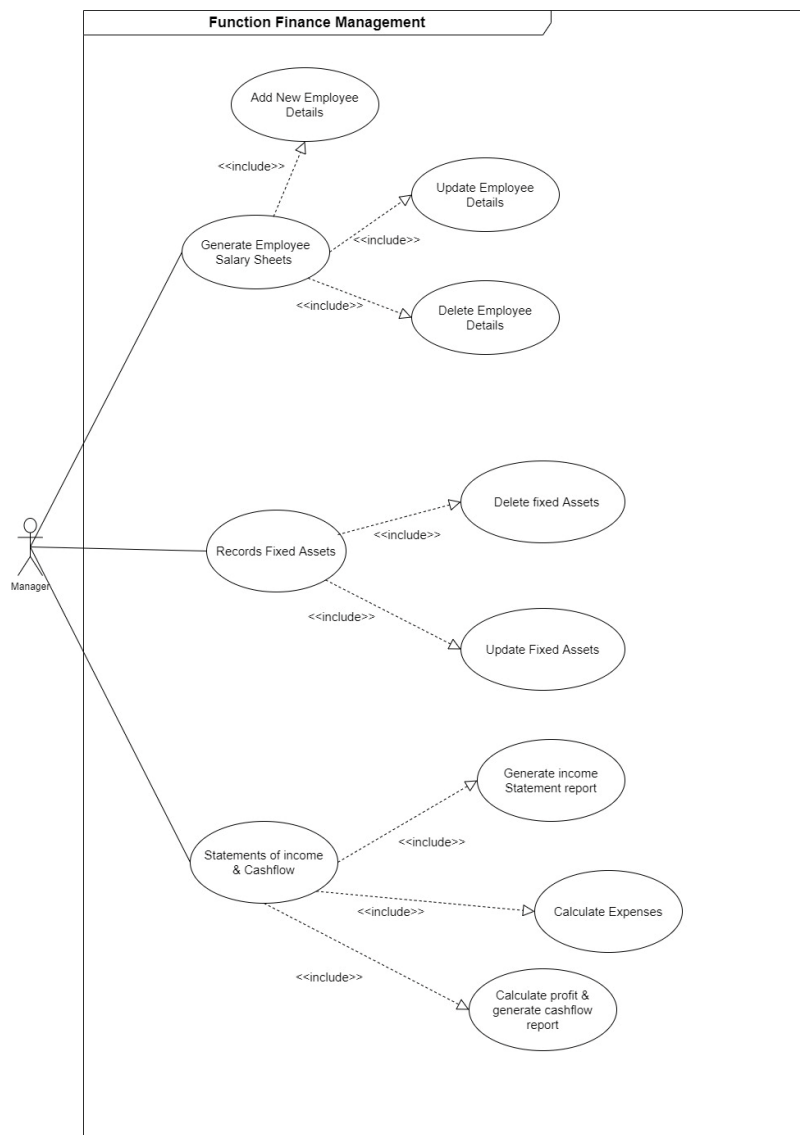 Function Finance Management
Add New Employee
Details
<<include>>
Update Employee
Details
<<include>>
Generate Employee
Salary Sheets
<<include>>
Delete Employee
Details
Delete fixed Assets
<<include>>
Records Fixed Assets
Manager
<<include>>
Update Fixed Assets
Generate income
Statement report
<<include>>
Statements of income
& Cashflow
<<include>>
Calculate Expenses
<<include>>
Calculate profit &
generate cashflow
report